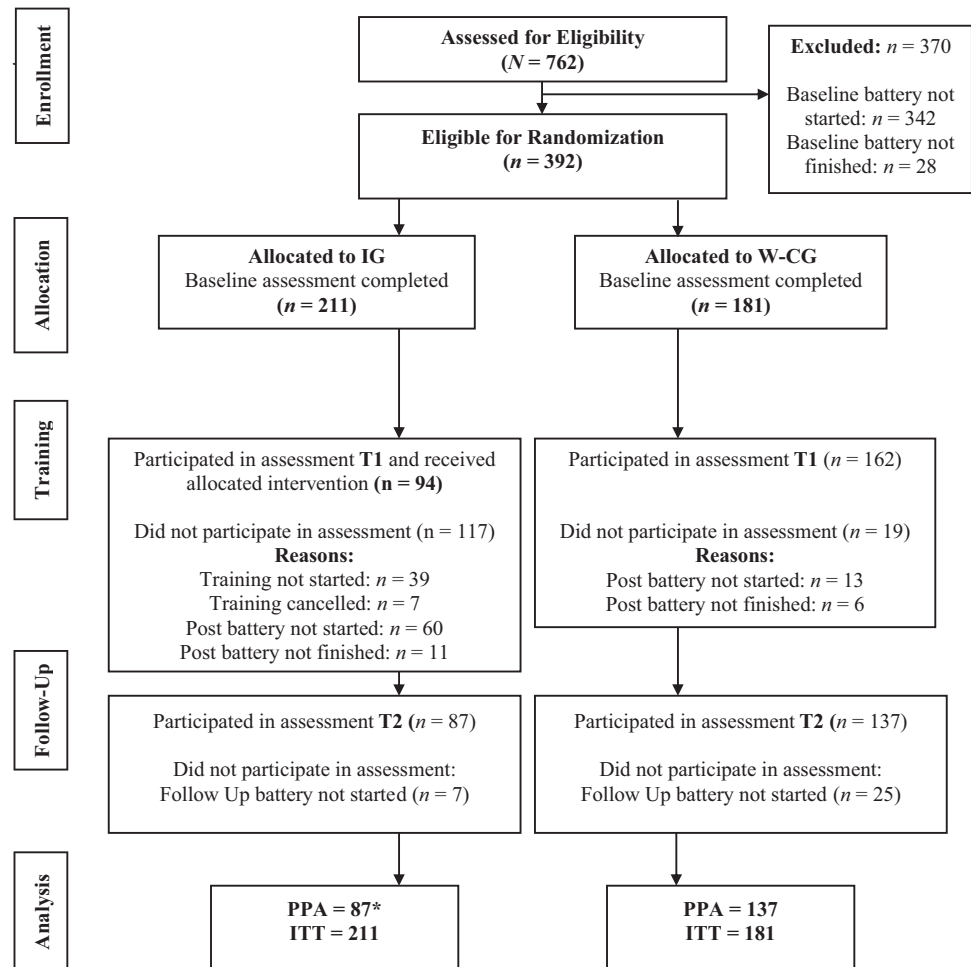 Enrollment
Assessed for Eligibility
(N = 762)
Excluded: n = 370
Baseline battery not
started: n = 342
Baseline battery not
finished: n = 28
Eligible for Randomization
(n = 392)
Allocation
Allocated to IG
Baseline assessment completed
(n = 211)
Allocated to W-CG
Baseline assessment completed
(n = 181)
Training
Participated in assessment T1 and received
allocated intervention (n = 94)
Did not participate in assessment (n = 117)
Reasons:
Training not started: n = 39
Training cancelled: n = 7
Post battery not started: n = 60
Post battery not finished: n = 11
Participated in assessment T1 (n = 162)
Did not participate in assessment (n = 19)
Reasons:
Post battery not started: n = 13
Post battery not finished: n = 6
Follow-Up
Participated in assessment T2 (n = 87)
Did not participate in assessment:
Follow Up battery not started (n = 7)
Participated in assessment T2 (n = 137)
Did not participate in assessment:
Follow Up battery not started (n = 25)
Analysis
PPA = 87*
ITT = 211
PPA = 137
ITT = 181